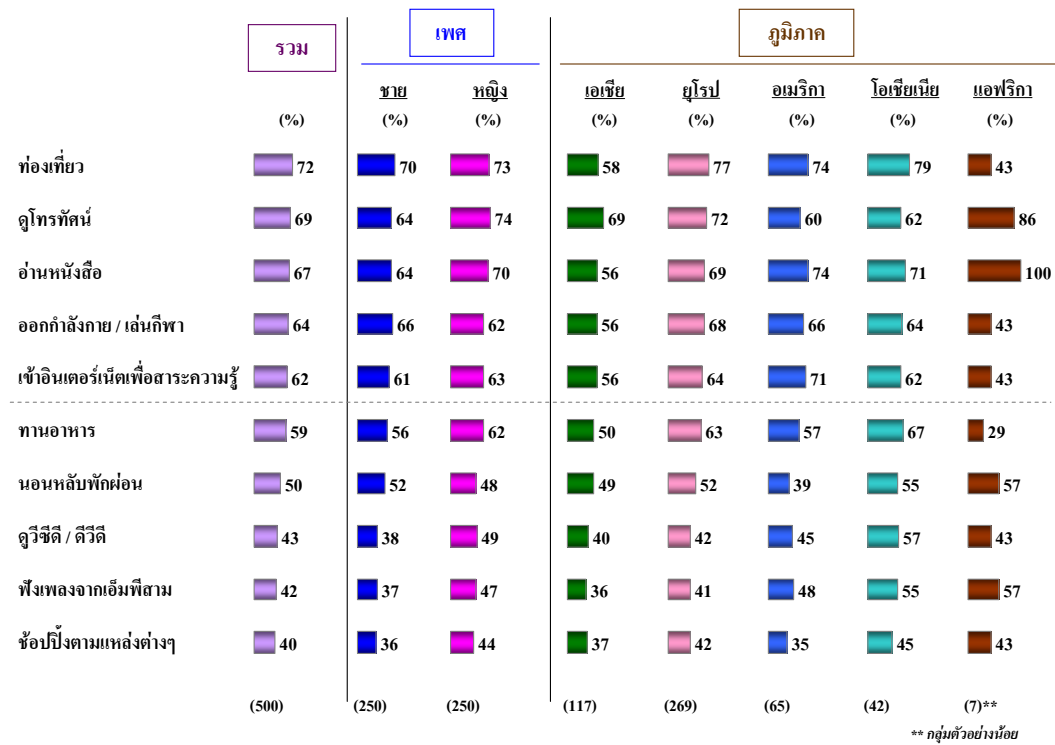 รวม เพศ ภูมิภาค
ชาย หญิง เอเชีย ยุโรป อเมริกา โอเชียเนีย แอฟริกา
(%) (%) (%) (%) (%) (%) (%) (%)
ท่องเที่ยว 72 70 73 58 77 74 79 43
ดูโทรทัศน์ 69 64 74 69 72 60 62 86
อ่านหนังสือ 67 64 70 56 69 74 71 100
ออกกำลังกาย / เล่นกีฬา 64 66 62 56 68 66 64 43
เข้าอินเตอร์เน็ตเพื่อสาระความรู้ 62 61 63 56 64 71 62 43
ทานอาหาร 59 56 62 50 63 57 67 29
นอนหลับพักผ่อน 50 52 48 49 52 39 55 57
ดูวีซีดี / ดีวีดี 43 38 49 40 42 45 57 43
ฟังเพลงจากเอ็มพีสาม 42 37 47 36 41 48 55 57
ช้อปปิ้งตามแหล่งต่างๆ 40 36 44 37 42 35 45 43
(500) (250) (250) (117) (269) (65) (42) (7)**
** กลุ่มตัวอย่างน้อย